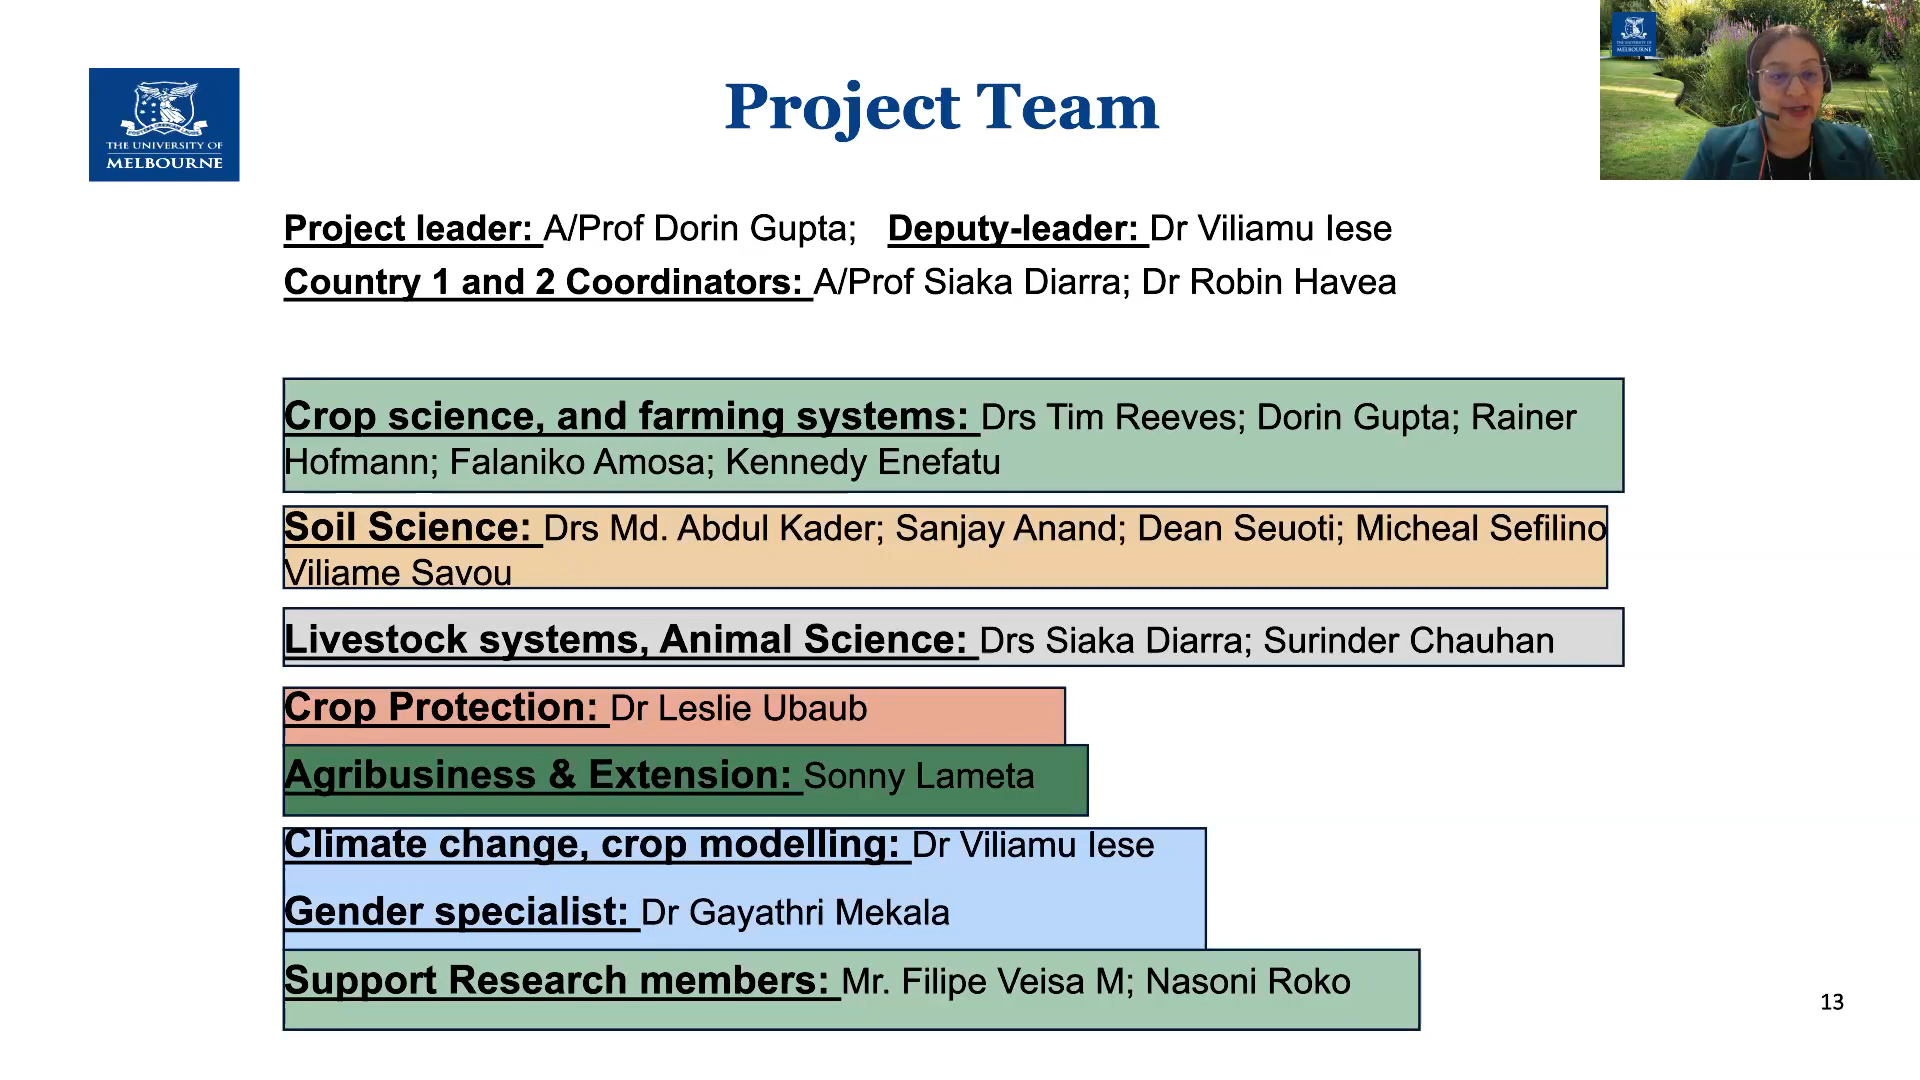 THE UNIVERSITY OF
MELBOURNE
Project Team
Project leader: A/Prof Dorin Gupta; Deputy-leader: Dr Viliamu Iese
Country 1 and 2 Coordinators: A/Prof Siaka Diarra; Dr Robin Havea
Crop science, and farming systems: Drs Tim Reeves; Dorin Gupta; Rainer
Hofmann; Falaniko Amosa; Kennedy Enefatu
Soil Science: Drs Md. Abdul Kader; Sanjay Anand; Dean Seuoti; Micheal Sefilino
Viliame Savou
Livestock systems, Animal Science: Drs Siaka Diarra; Surinder Chauhan
Crop Protection: Dr Leslie Ubaub
Agribusiness & Extension: Sonny Lameta
Climate change, crop modelling: Dr Viliamu Iese
Gender specialist: Dr Gayathri Mekala
Support Research members: Mr. Filipe Veisa M; Nasoni Roko
13
MELBOURNE